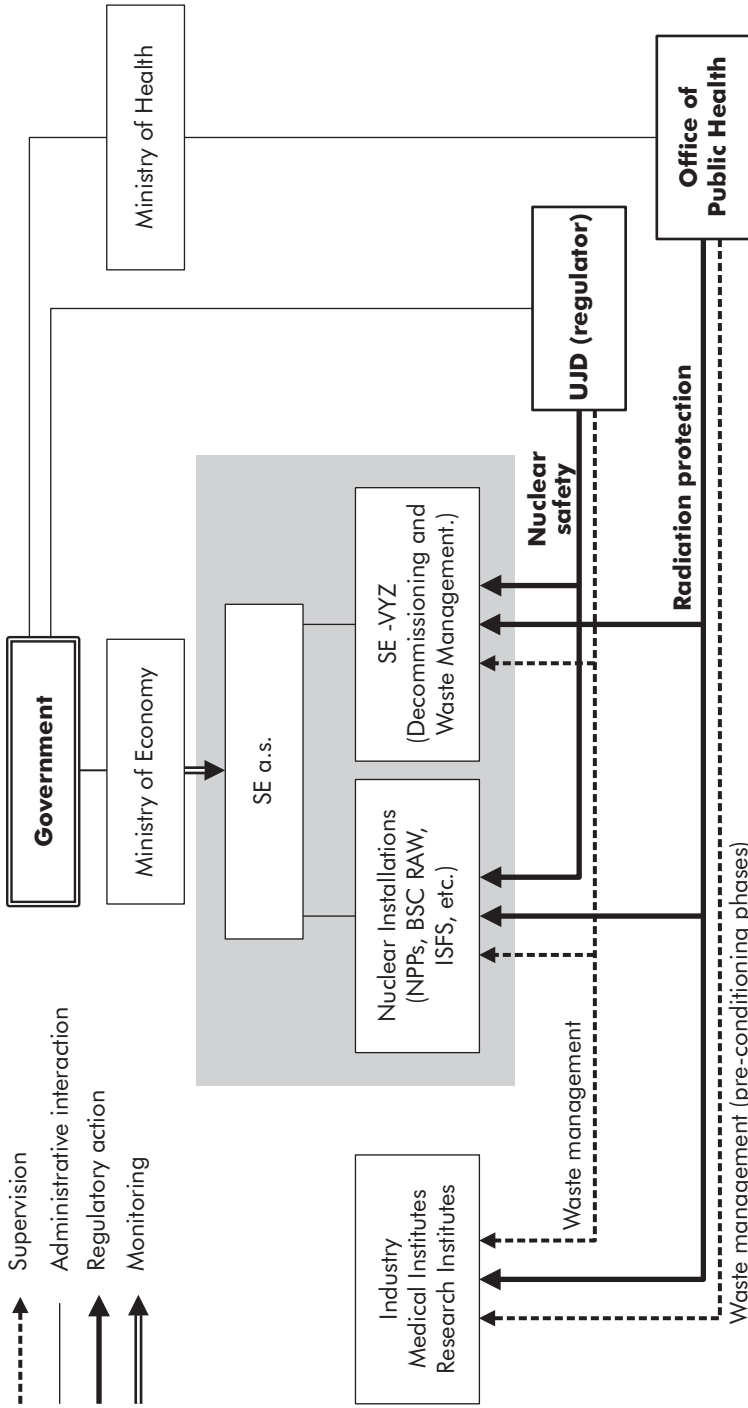 Supervision
Administrative interaction
Regulatory action
Monitoring
Government
Ministry of Economy
Ministry of Health
SE a.s.
Nuclear Installations
(NPPs, BSC RAW,
ISFS, etc.)
SE -VYZ
(Decommissioning and
Waste Management.)
Industry
Medical Institutes
Research Institutes
UJD (regulator)
Office of
Public Health
Nuclear
safety
Waste management
Radiation protection
Waste management (pre-conditioning phases)